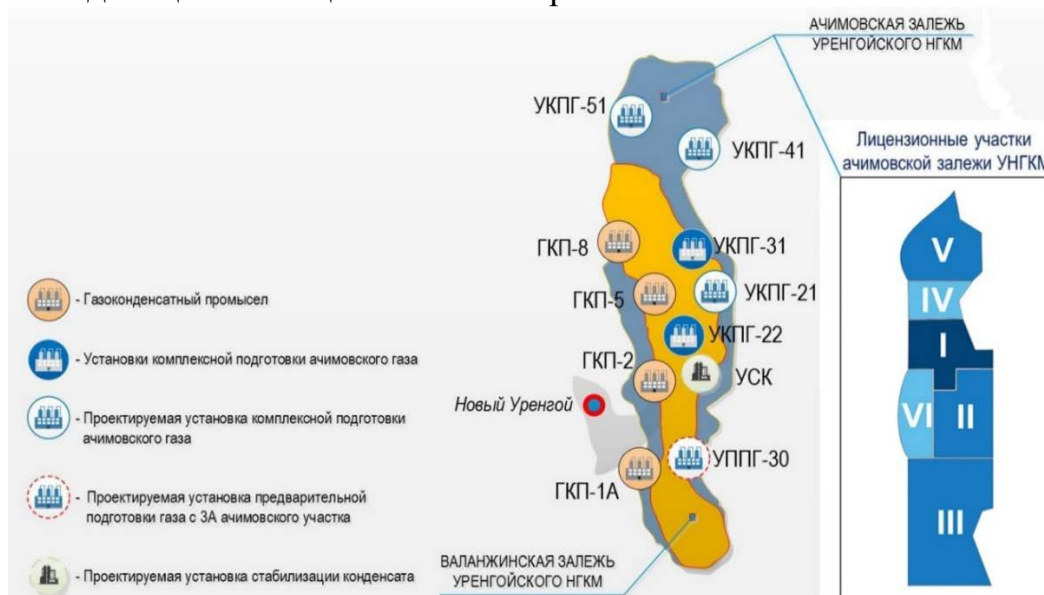 АЧИМОВСКАЯ ЗАЛЕЖЬ
УРЕНГОЙСКОГО НГКМ
УКПГ-51
УКПГ-41
Лицензионные участки
ачимовской залежи УНГКМ
ГКП-8
УКПГ-31
ГКП-5
УКПГ-21
УКПГ-22
ГКП-2
УСК
Новый Уренгой
УППГ-30
ГКП-1А
ВАЛАНЖИНСКАЯ ЗАЛЕЖЬ
УРЕНГОЙСКОГО НГКМ
- Газоконденсатный промысел
- Установки комплексной подготовки ачимовского газа
- Проектируемая установка комплексной подготовки
ачимовского газа
- Проектируемая установка предварительной
подготовки газа с 3А ачимовского участка
- Проектируемая установка стабилизации конденсата
V
IV
I
VI
II
III